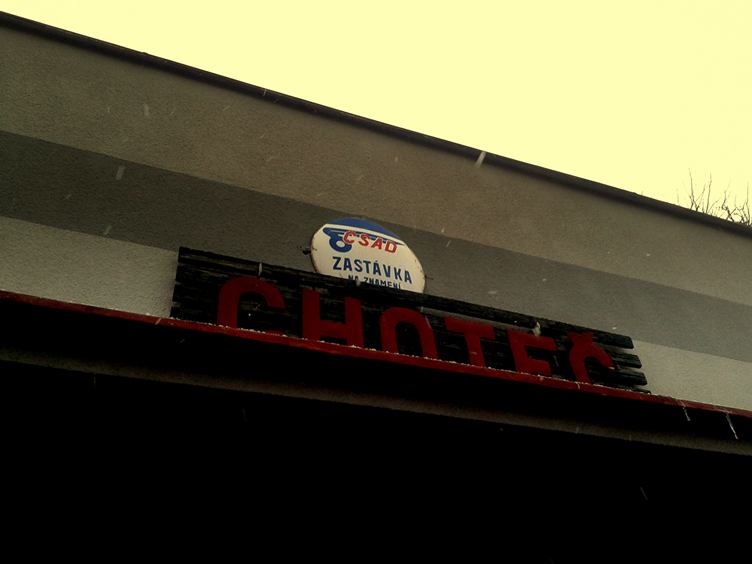 ČSAD
ZASTÁVKA
NA ZNAMENÍ
CHOTEČ